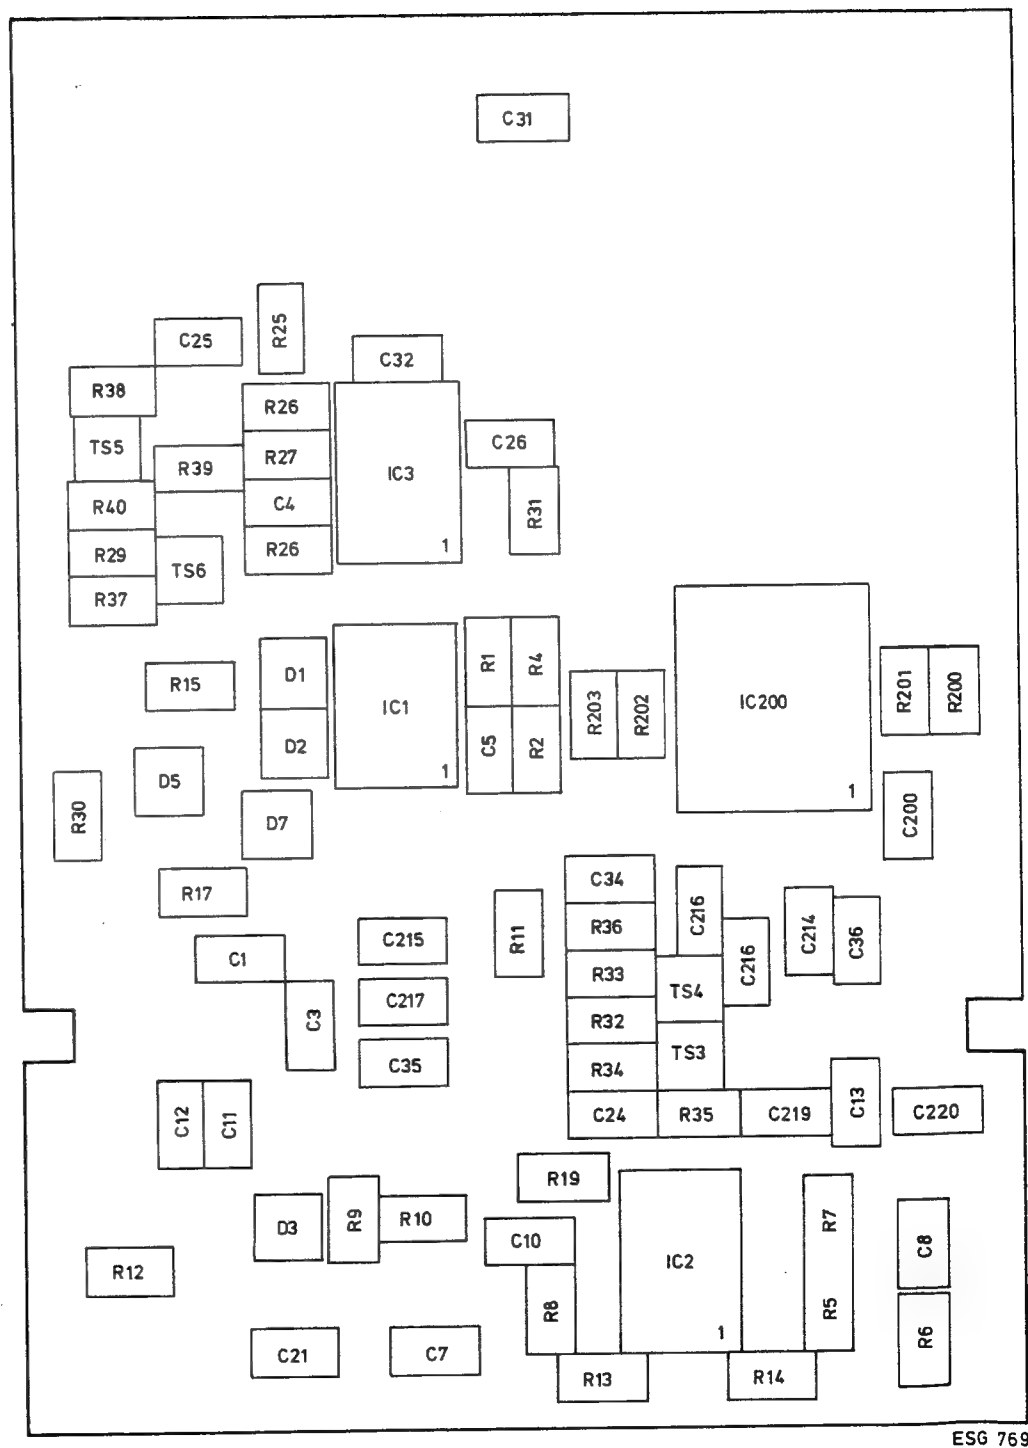 C31
R25
C25
C32
R38
R26
C26
TS5
R27
R39
IC3
C4
R40
R31
R26
1
R29
TS6
R37
R1
R4
D1
R15
R201
R200
R203
R202
IC200
IC1
D2
C5
R2
1
D5
1
R30
C200
D7
C34
R17
C216
R36
R11
C214
C36
C215
C1
C216
R33
TS4
C217
C3
R32
TS3
C35
R34
C12
C11
C24
R35
C219
C13
C220
R19
R9
R10
R7
D3
C10
C8
R12
IC2
R8
R5
R6
1
C21
C7
R13
R14
ESG 769